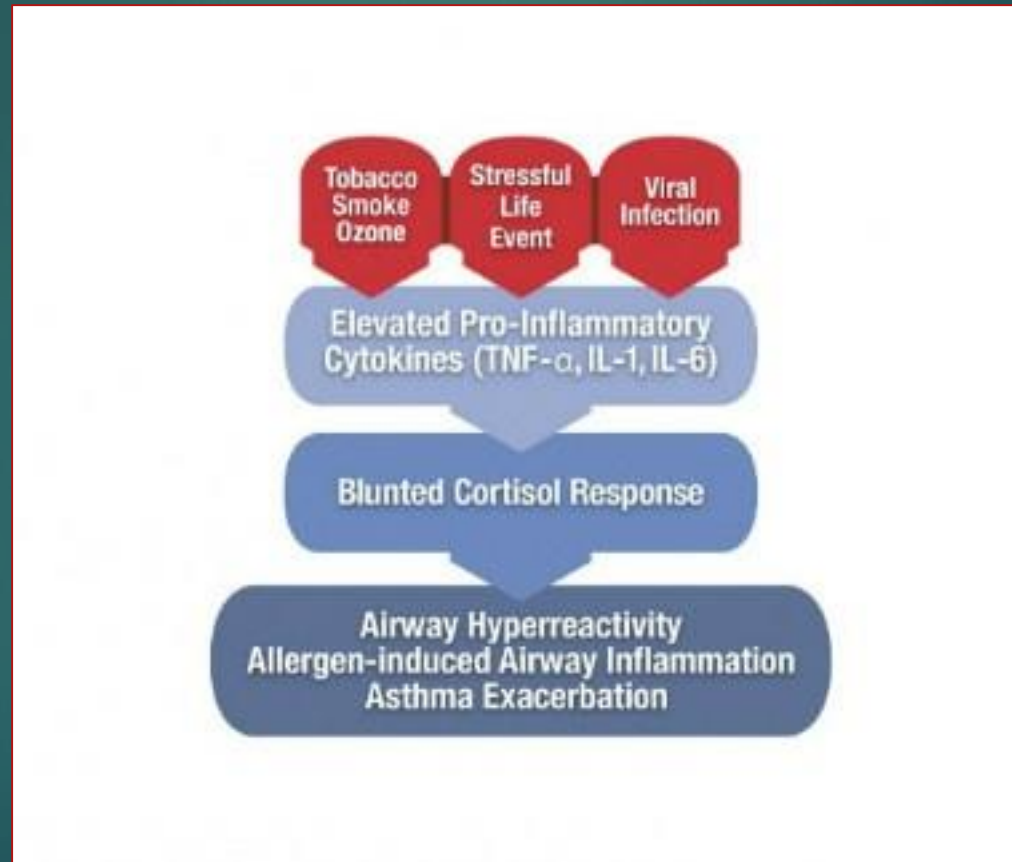 Tobacco
Smoke
Ozone
Stressful
Life
Event
Viral
Infection
Elevated Pro-Inflammatory
Cytokines (TNF-α, IL-1, IL-6)
Blunted Cortisol Response
Airway Hyperreactivity
Allergen-induced Airway Inflammation
Asthma Exacerbation